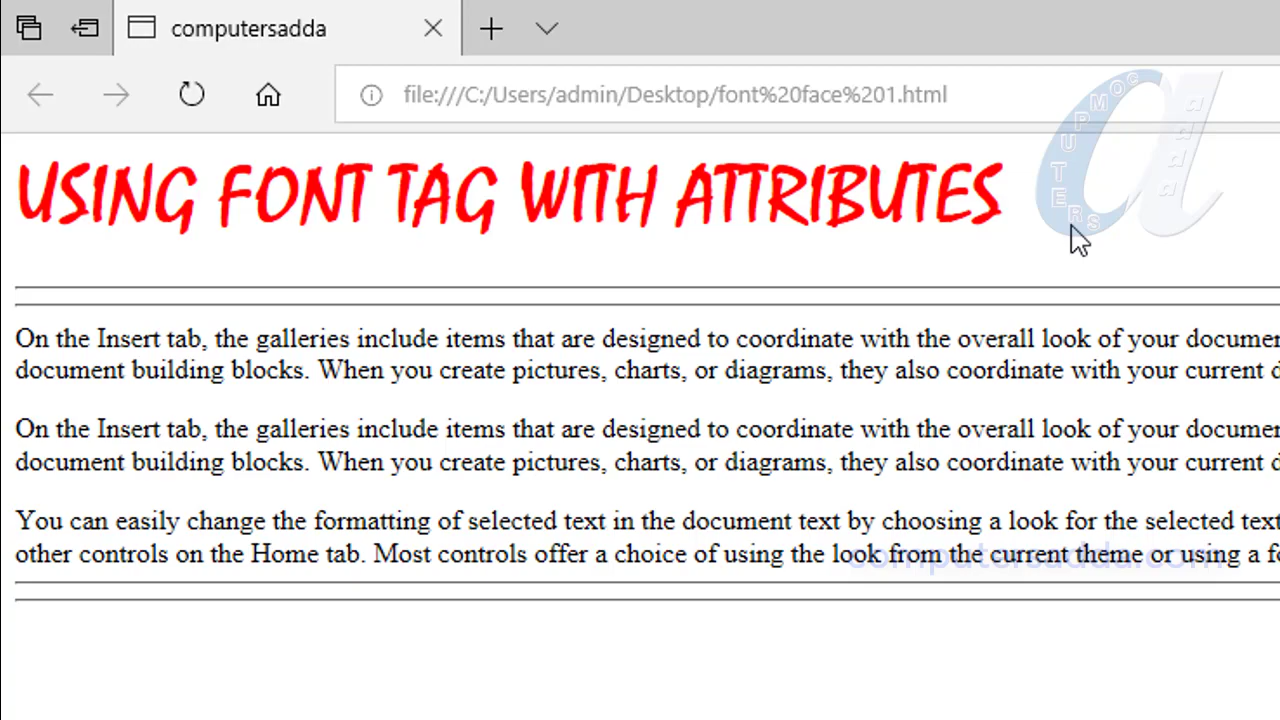 computersadda
file:///C:/Users/admin/Desktop/font%20face%201.html
COMPUTERS
adda
USING FONT TAG WITH ATTRIBUTES
On the Insert tab, the galleries include items that are designed to coordinate with the overall look of your documen
document building blocks. When you create pictures, charts, or diagrams, they also coordinate with your current d
On the Insert tab, the galleries include items that are designed to coordinate with the overall look of your documen
document building blocks. When you create pictures, charts, or diagrams, they also coordinate with your current d
You can easily change the formatting of selected text in the document text by choosing a look for the selected text
other controls on the Home tab. Most controls offer a choice of using the look from the current theme or using a fo
computersadda.com